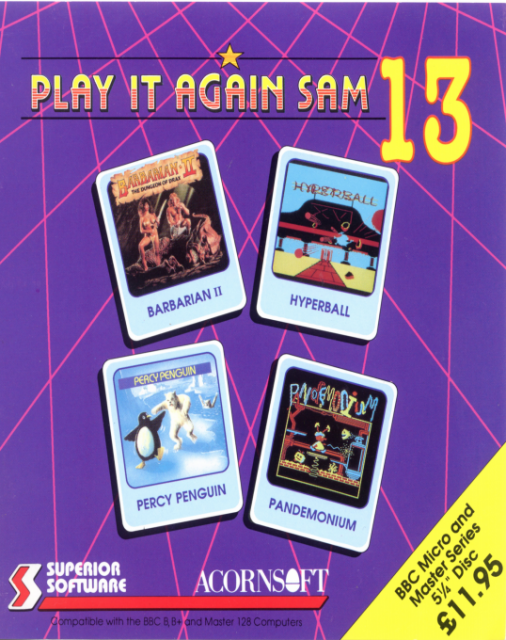 PLAY IT AGAIN SAM 13
BARBARIAN II
THE DUNGEON OF DRAX
BARBARIAN II
HYPERBALL
HYPERBALL
PERCY PENGUIN
PERCY PENGUIN
PANDEMONIUM
PANDEMONIUM
BBC Micro and
Master Series
5¼" Disc
£11.95
SUPERIOR
SOFTWARE
ACORNSOFT
Compatible with the BBC B, B+ and Master 128 Computers